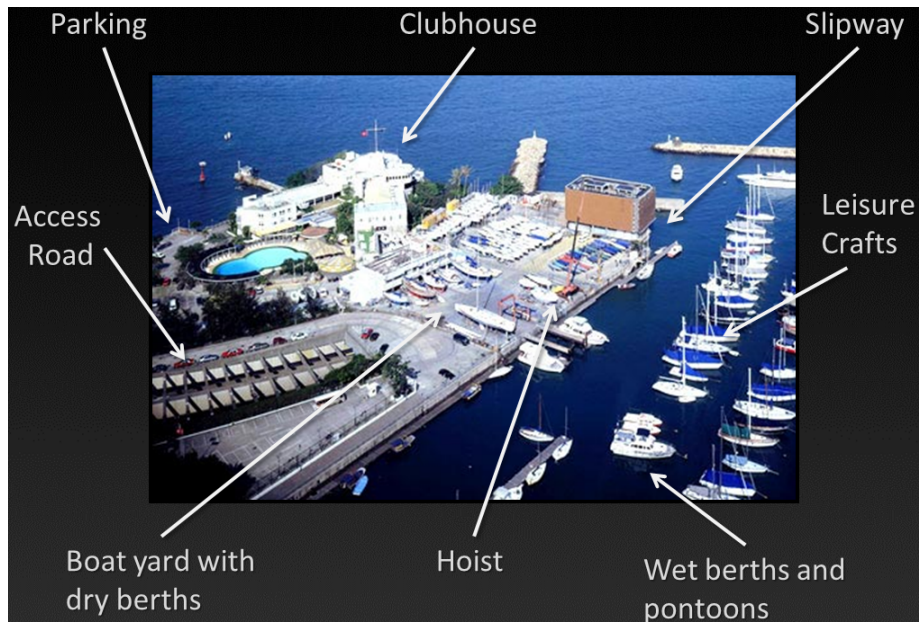 Parking
Clubhouse
Slipway
Access
Road
Leisure
Crafts
Boat yard with
dry berths
Hoist
Wet berths and
pontoons